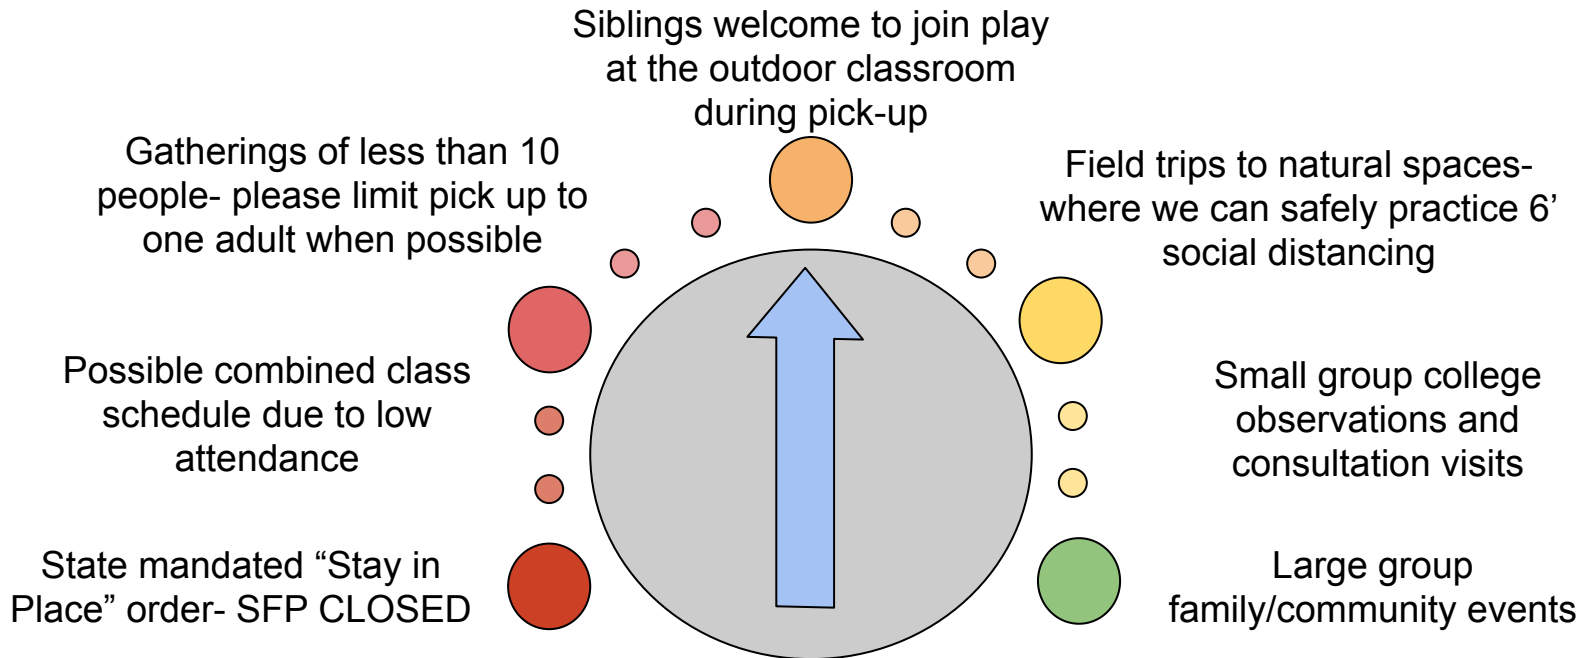 Siblings welcome to join play
at the outdoor classroom
during pick-up
Gatherings of less than 10
people- please limit pick up to
one adult when possible
Field trips to natural spaces-
where we can safely practice 6’
social distancing
Possible combined class
schedule due to low
attendance
Small group college
observations and
consultation visits
State mandated “Stay in
Place” order- SFP CLOSED
Large group
family/community events